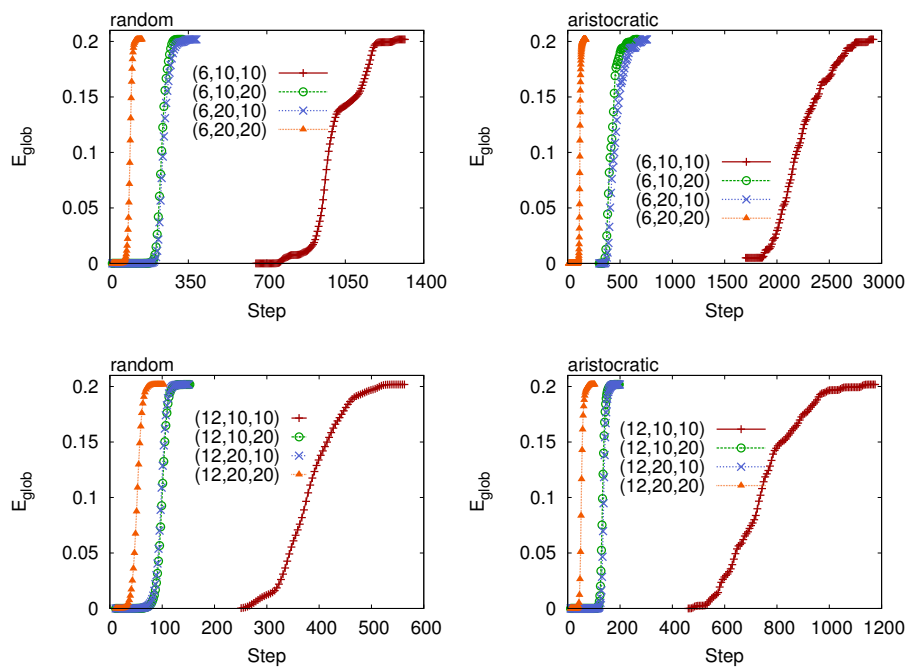 random
0.2
0.15
0.1
0.05
0
E_glob
(6,10,10)
(6,10,20)
(6,20,10)
(6,20,20)
0 350 700 1050 1400
Step
aristocratic
0.2
0.15
0.1
0.05
0
E_glob
(6,10,10)
(6,10,20)
(6,20,10)
(6,20,20)
0 500 1000 1500 2000 2500 3000
Step
random
0.2
0.15
0.1
0.05
0
E_glob
(12,10,10)
(12,10,20)
(12,20,10)
(12,20,20)
0 100 200 300 400 500 600
Step
aristocratic
0.2
0.15
0.1
0.05
0
E_glob
(12,10,10)
(12,10,20)
(12,20,10)
(12,20,20)
0 200 400 600 800 1000 1200
Step